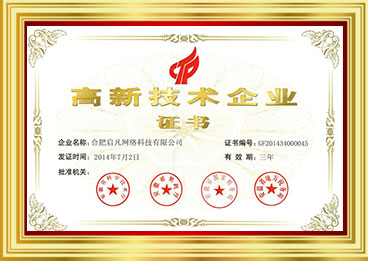 高新技术企业
证书
企业名称：合肥启凡网络科技有限公司
证书编号：GF201434000045
发证时间：2014年7月2日
有效期：三年
批准机关：